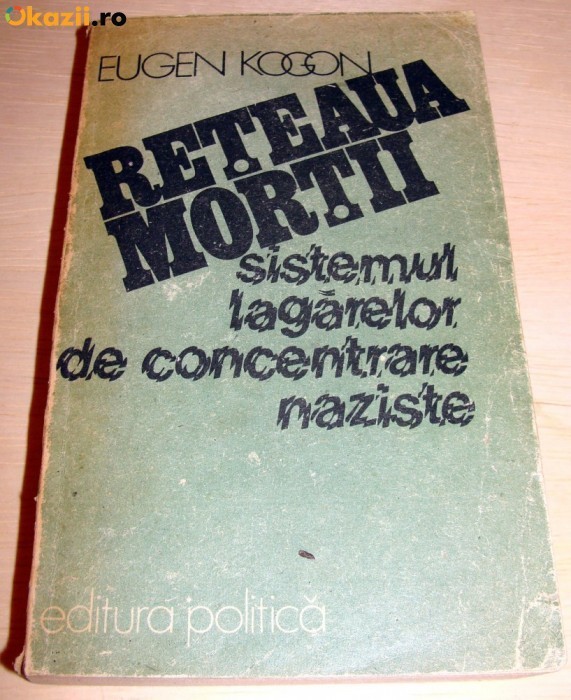 Okazii.ro
EUGEN KOGON
REȚEAUA
MORȚII
sistemul
lagărelor
de concentrare
naziste
editura politică